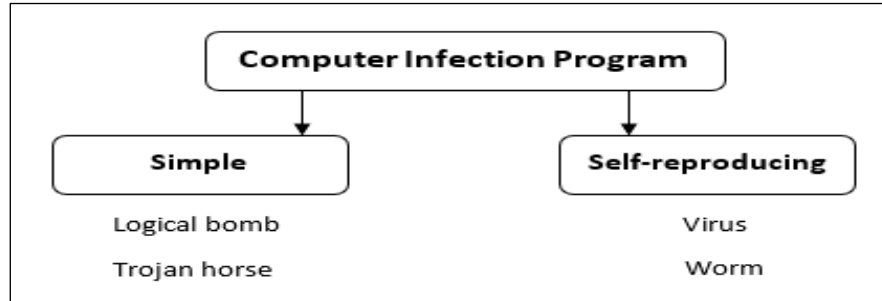 Computer Infection Program
Simple
Self-reproducing
Logical bomb
Virus
Trojan horse
Worm